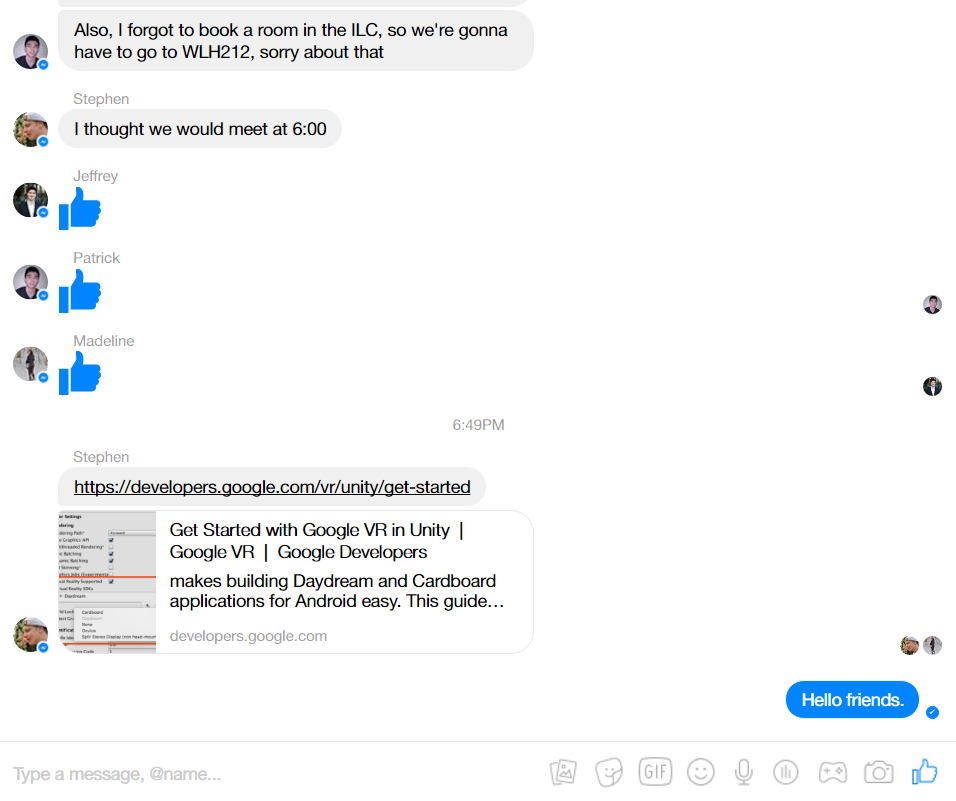 Also, I forgot to book a room in the ILC, so we're gonna
have to go to WLH212, sorry about that
Stephen
I thought we would meet at 6:00
Jeffrey
Patrick
Madeline
6:49PM
Stephen
https://developers.google.com/vr/unity/get-started
Get Started with Google VR in Unity |
Google VR | Google Developers
makes building Daydream and Cardboard
applications for Android easy. This guide…
developers.google.com
Hello friends.
Type a message, @name...
GIF